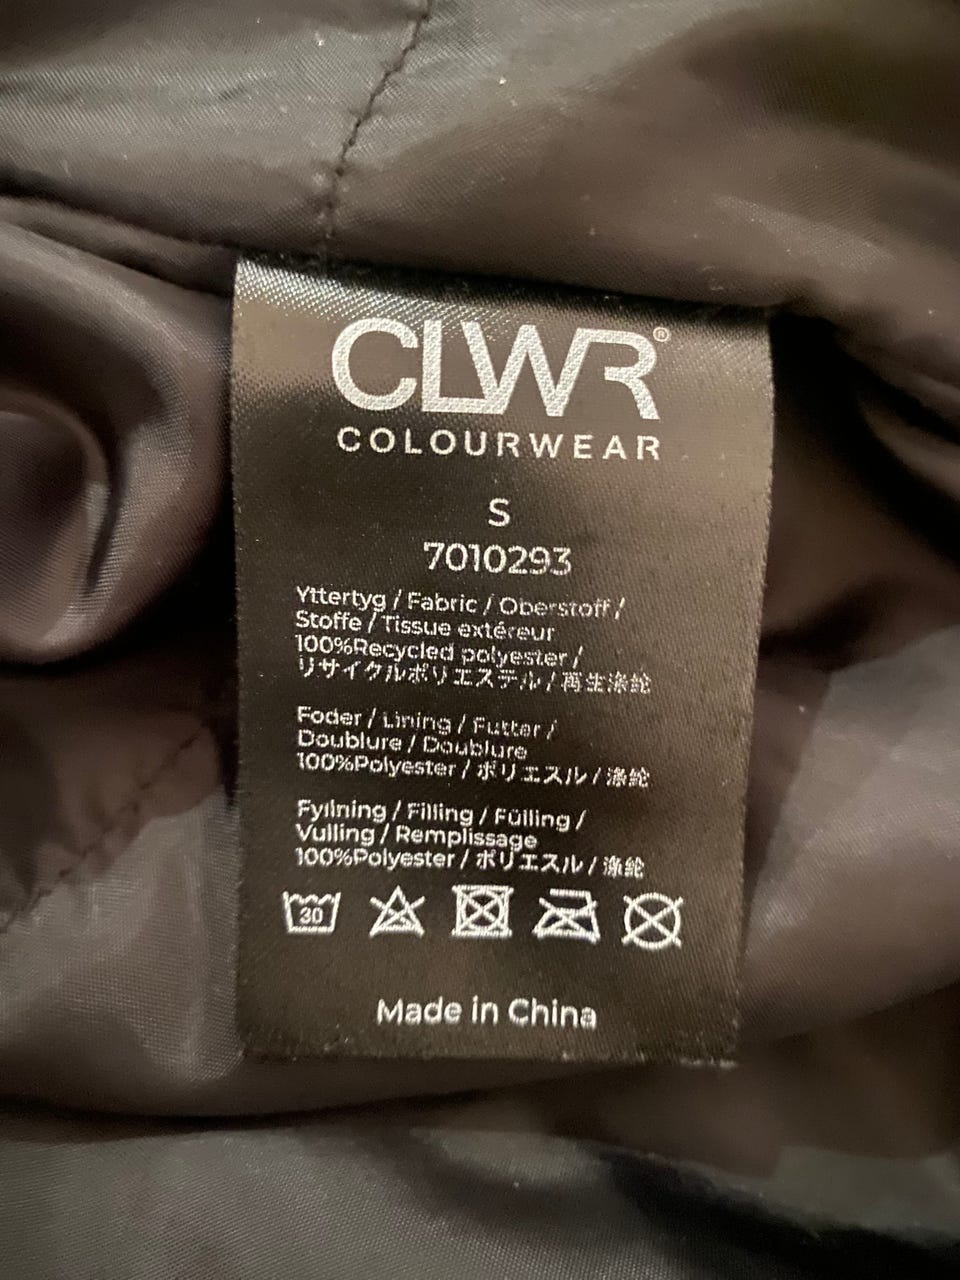 CLWR®
COLOURWEAR
S
7010293
Yttertyg / Fabric / Oberstoff /
Stoffe / Tissue extéreur
100%Recycled polyester /
リサイクルポリエステル / 再生涤纶
Foder / Lining / Futter /
Doublure / Doublure
100%Polyester / ポリエスル / 涤纶
Fyllning / Filling / Fülling /
Vulling / Remplissage
100%Polyester / ポリエスル / 涤纶
30
Made in China